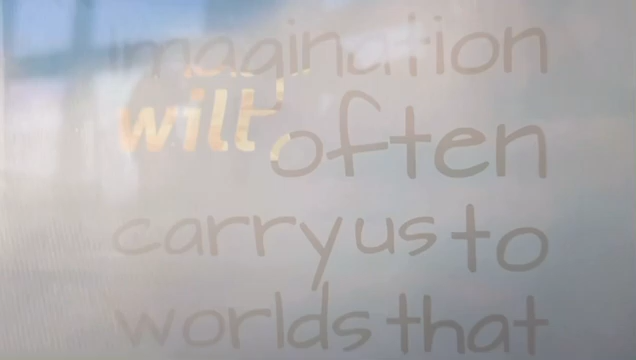 imagination
will often
carry us to
worlds that